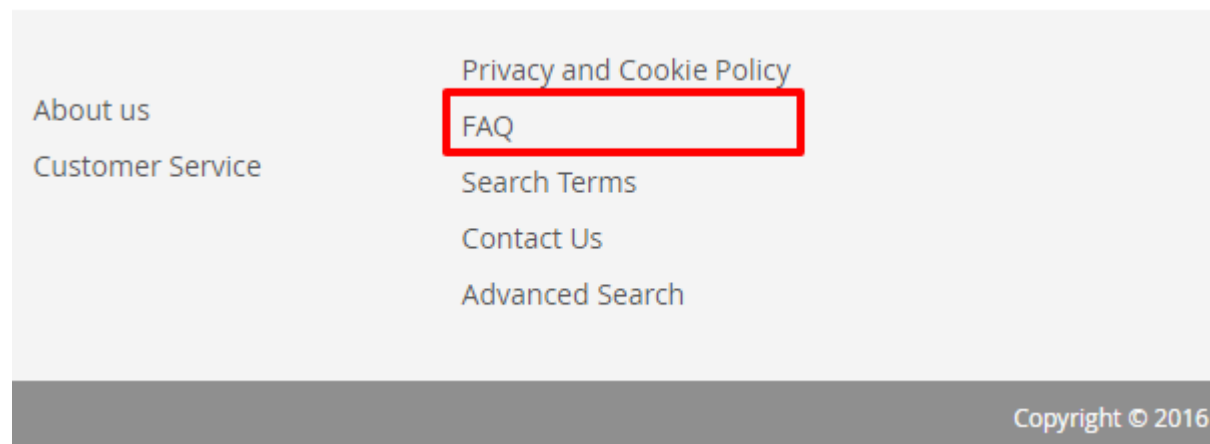 About us
Customer Service
Privacy and Cookie Policy
FAQ
Search Terms
Contact Us
Advanced Search
Copyright © 2016